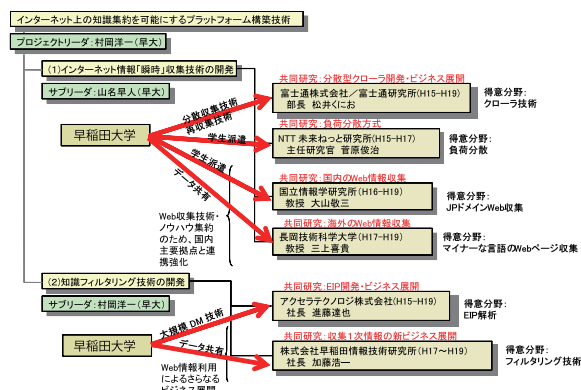 インターネット上の知識集約を可能にするプラットフォーム構築技術
プロジェクトリーダ:村岡洋一(早大)
(1)インターネット情報「瞬時」収集技術の開発
サブリーダ:山名早人(早大)
早稲田大学
分散収集技術
再収集技術
学生派遣
学生派遣
データ共有
Web収集技術・
ノウハウ集約
のため、国内
主要拠点と連
携強化
共同研究:分散型クローラ開発・ビジネス展開
富士通株式会社/富士通研究所(H15-H19)
部長 松井くにお
得意分野:
クローラ技術
共同研究:負荷分散方式
NTT 未来ねっと研究所(H15-H17)
主任研究官 菅原俊治
得意分野:
負荷分散
共同研究:国内のWeb情報収集
国立情報学研究所(H16-H19)
教授 大山敬三
得意分野:
JPドメインWeb収集
共同研究:海外のWeb情報収集
長岡技術科学大学(H17-H19)
教授 三上喜貴
得意分野:
マイナーな言語のWebページ収集
(2)知識フィルタリング技術の開発
サブリーダ:村岡洋一(早大)
早稲田大学
大規模 DM 技術
データ共有
Web情報利用
によるさらなる
ビジネス展開
共同研究:EIP開発・ビジネス展開
アクセラテクノロジ株式会社(H15-H19)
社長 進藤達也
得意分野:
EIP解析
共同研究:収集1次情報の新ビジネス展開
株式会社早稲田情報技術研究所(H17~H19)
社長 加藤浩一
得意分野:
フィルタリング技術